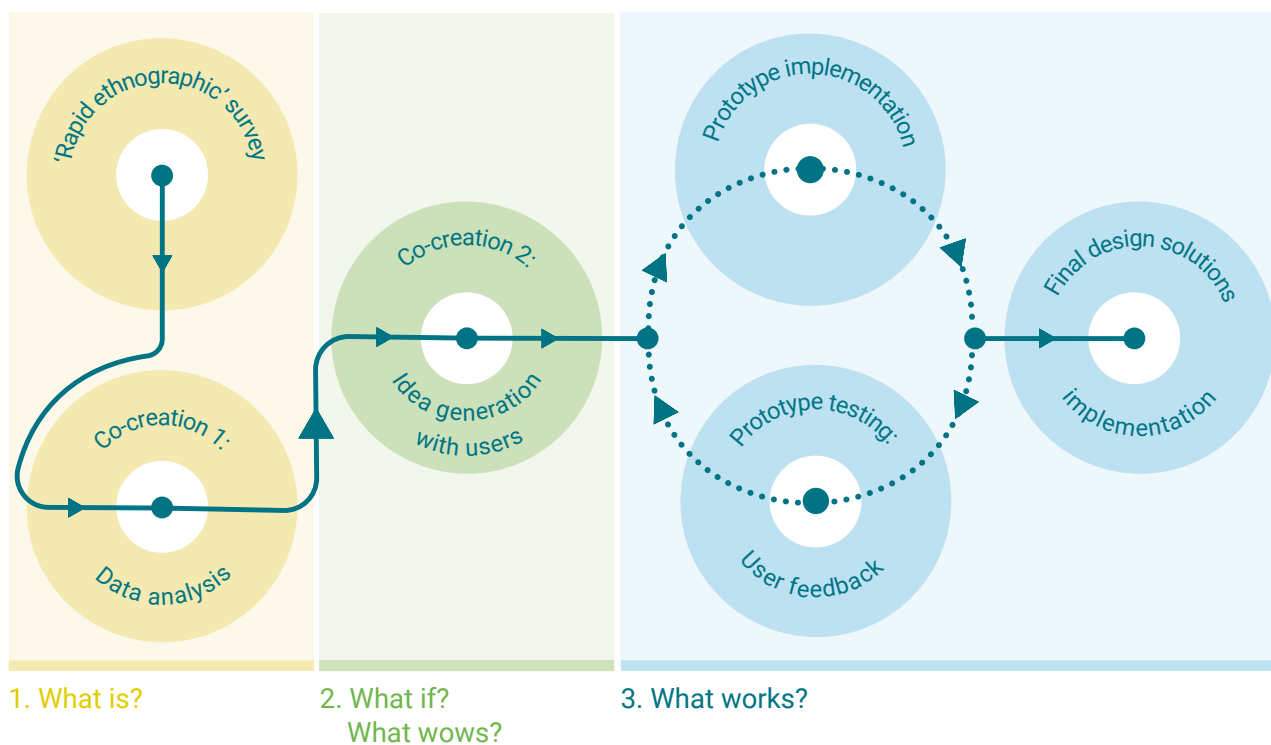 ‘Rapid ethnographic’ survey
Co-creation 1:
Data analysis
Co-creation 2:
Idea generation
with users
Prototype implementation
Prototype testing:
User feedback
Final design solutions
implementation
1. What is?
2. What if?
What wows?
3. What works?